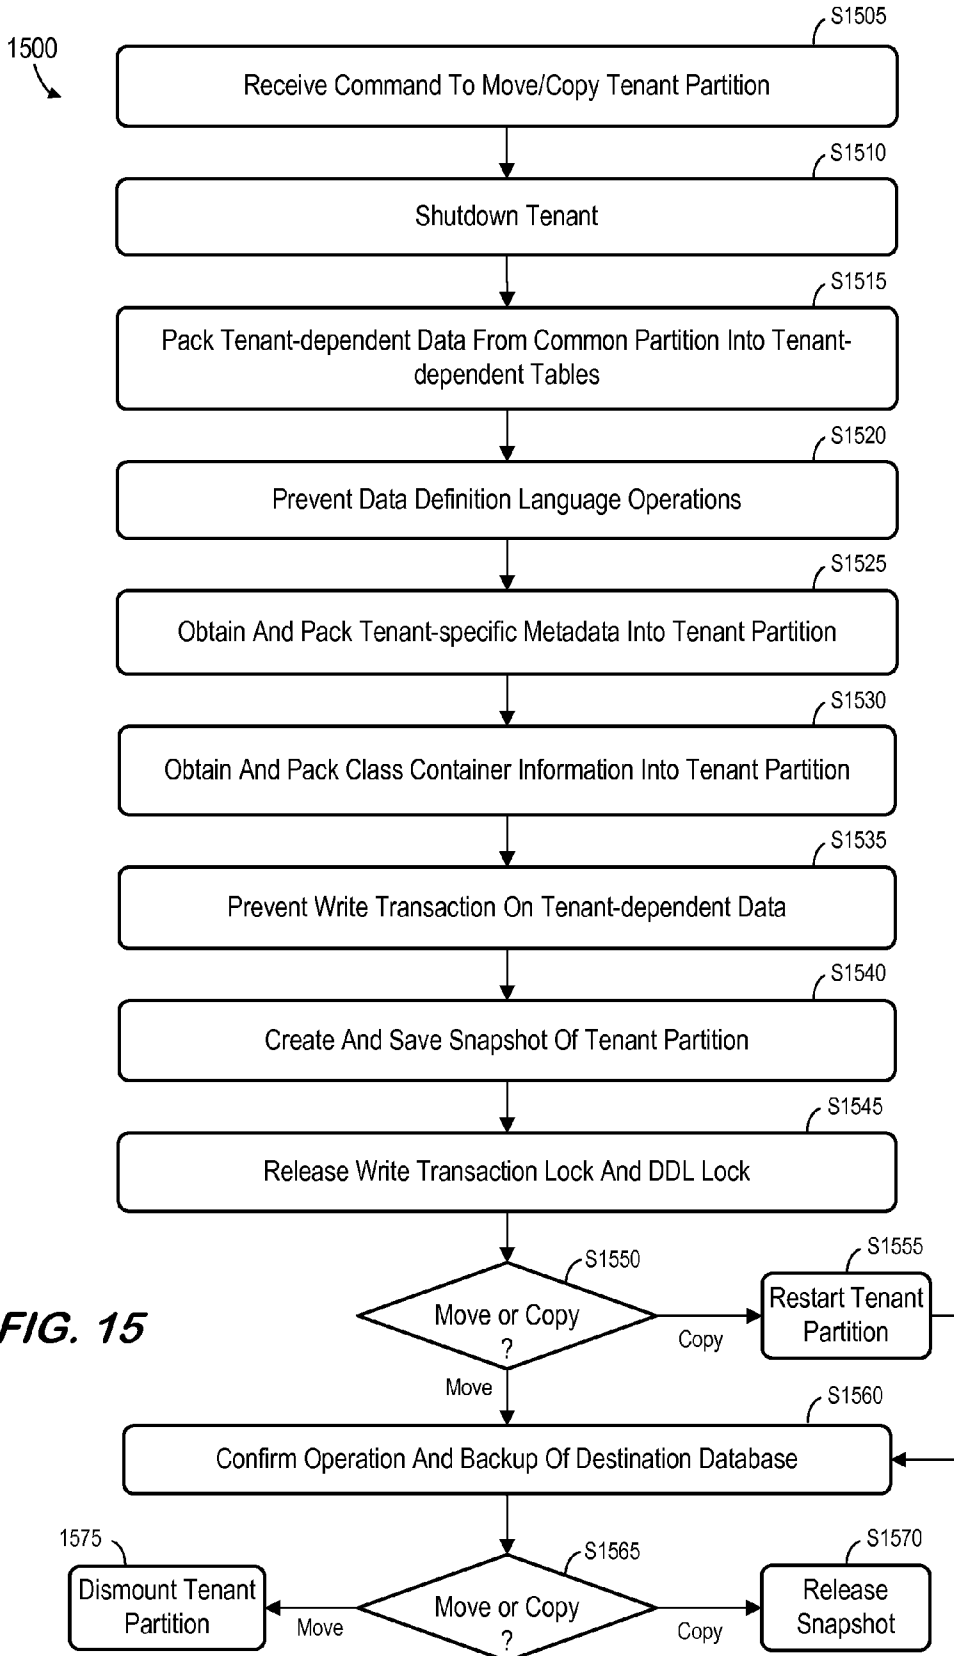 S1505
1500
Receive Command To Move/Copy Tenant Partition
S1510
Shutdown Tenant
S1515
Pack Tenant-dependent Data From Common Partition Into Tenant-
dependent Tables
S1520
Prevent Data Definition Language Operations
S1525
Obtain And Pack Tenant-specific Metadata Into Tenant Partition
S1530
Obtain And Pack Class Container Information Into Tenant Partition
S1535
Prevent Write Transaction On Tenant-dependent Data
S1540
Create And Save Snapshot Of Tenant Partition
S1545
Release Write Transaction Lock And DDL Lock
S1550
Move or Copy
?
Copy
S1555
Restart Tenant
Partition
FIG. 15
Move
S1560
Confirm Operation And Backup Of Destination Database
1575
Dismount Tenant
Partition
Move
S1565
Move or Copy
?
Copy
S1570
Release
Snapshot